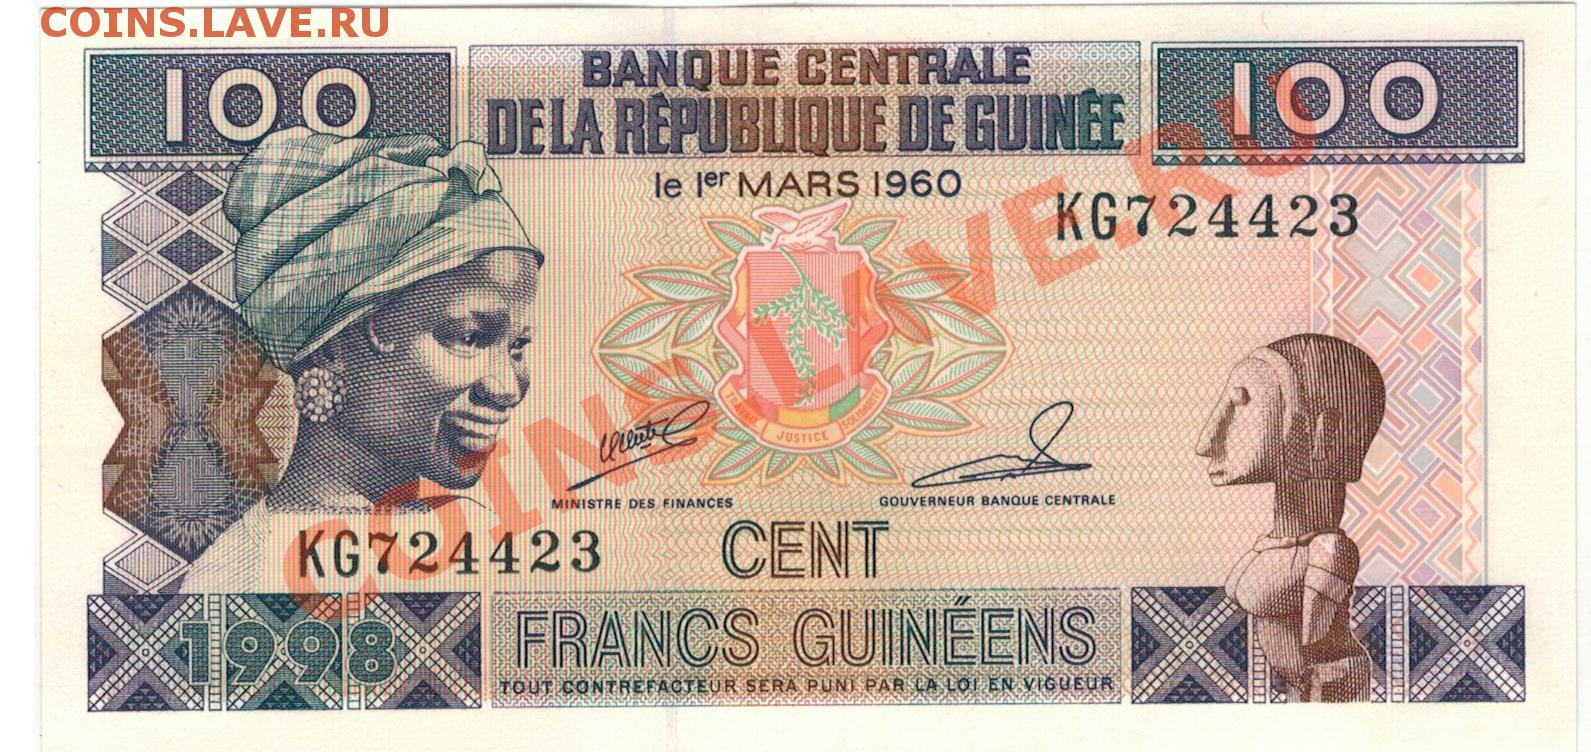 COINS.LAVE.RU
100
BANQUE CENTRALE
100
DE LA RÉPUBLIQUE DE GUINÉE
le 1er MARS 1960
KG724423
TRAVAIL JUSTICE SOLIDARITÉ
MINISTRE DES FINANCES
GOUVERNEUR BANQUE CENTRALE
KG724423
CENT
1998
FRANCS GUINÉENS
TOUT CONTREFACTEUR SERA PUNI PAR LA LOI EN VIGUEUR
COINS.LAVE.RU